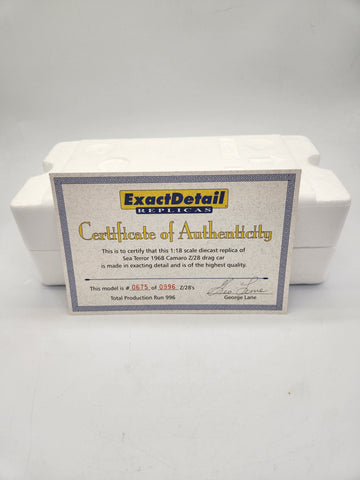 ExactDetail
REPLICAS
Certificate of Authenticity
This is to certify that this 1:18 scale diecast replica of
Sea Terror 1968 Camaro Z/28 drag car
is made in exacting detail and is of the highest quality.
This model is # 0675 of 0996 Z/28's
Geo Lane
Total Production Run 996
George Lane